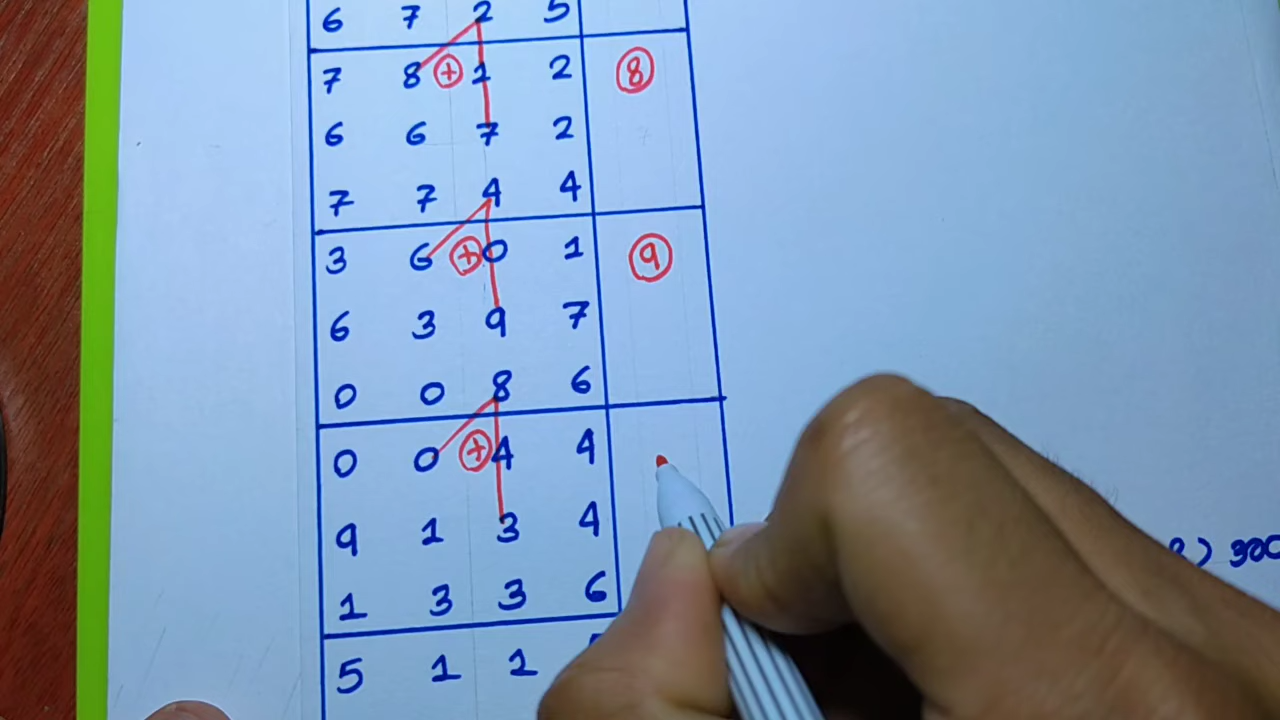 6 7 2 5
7 8 + 1 2 8
6 6 7 2
7 7 4 4
3 6 + 0 1 9
6 3 9 7
0 0 8 6
0 0 + 4 4
9 1 3 4
1 3 3 6
5 1 1